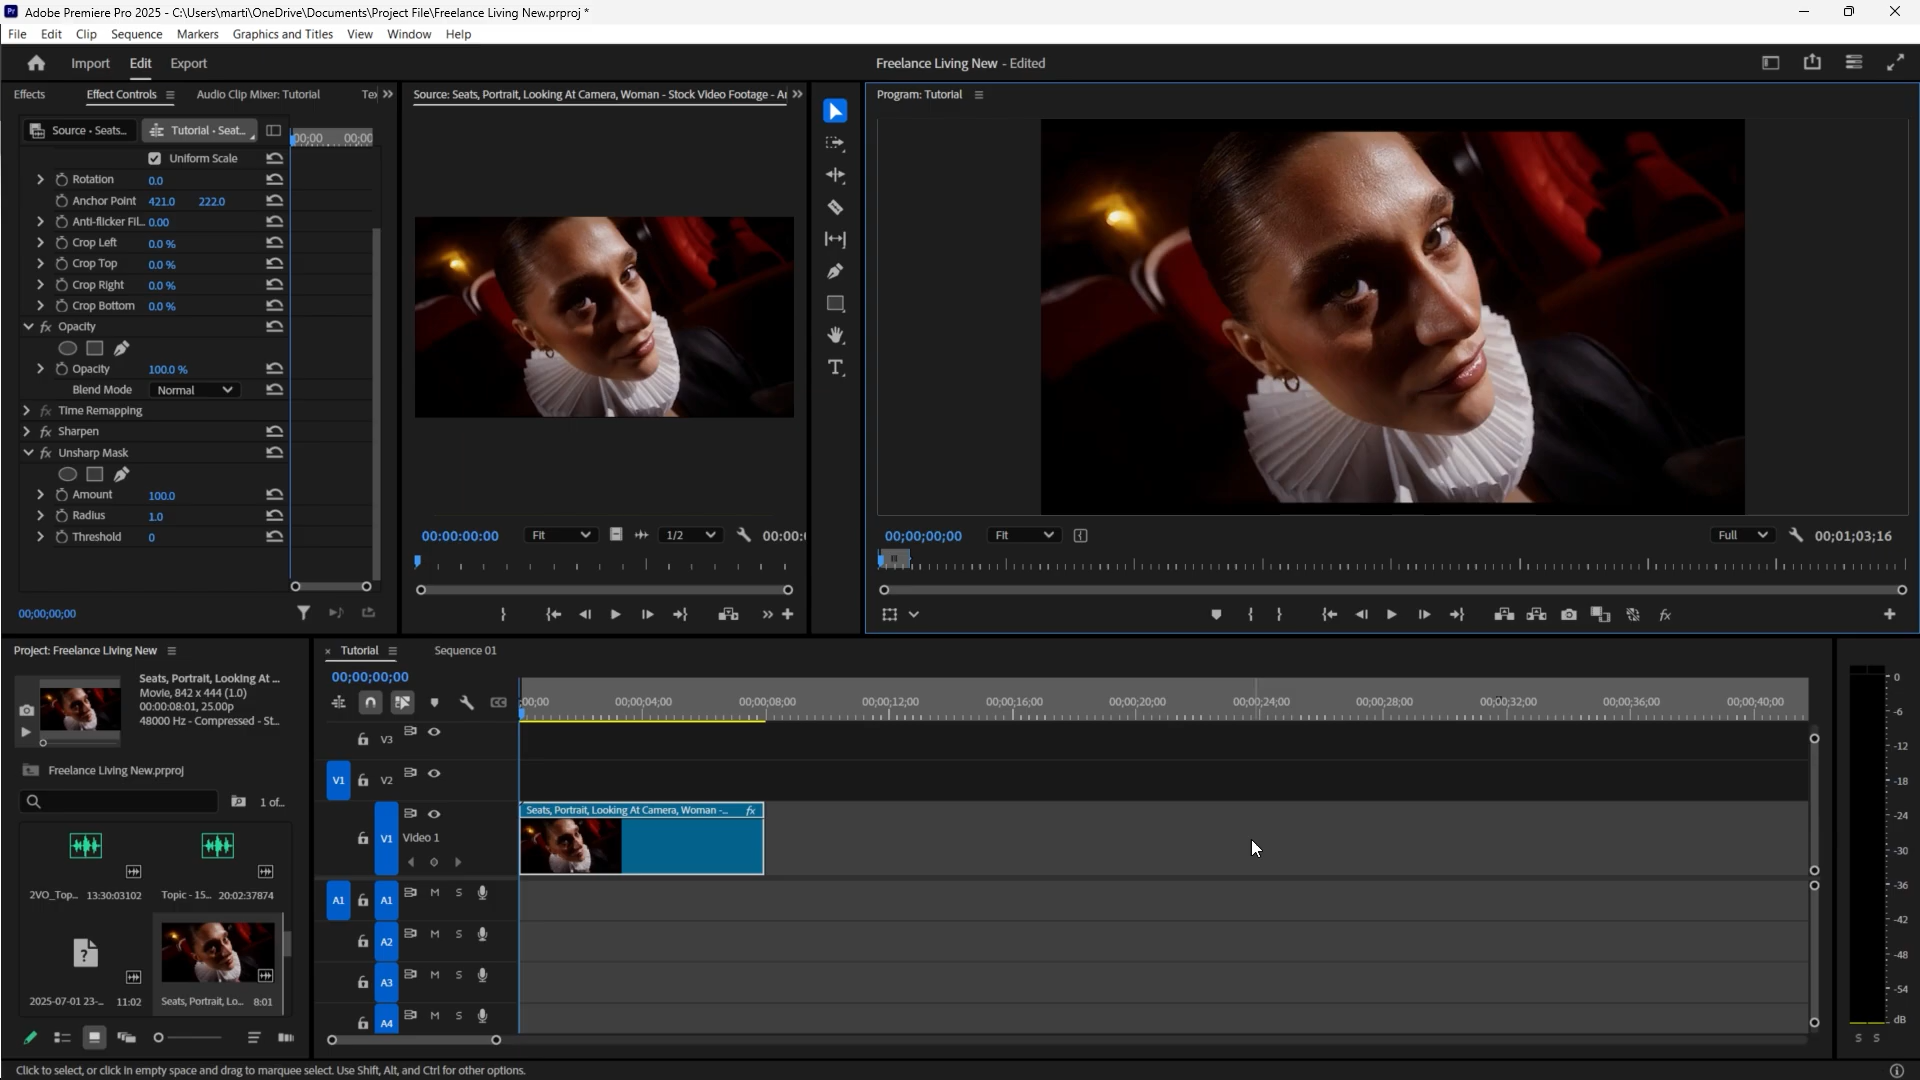 Pr Adobe Premiere Pro 2025 - C:\Users\marti\OneDrive\Documents\Project File\Freelance Living New.prproj *
File Edit Clip Sequence Markers Graphics and Titles View Window Help
Import Edit Export
Freelance Living New - Edited
Effects Effect Controls Audio Clip Mixer: Tutorial
Source • Seats... Tutorial • Seat...
00;00
Uniform Scale
Rotation 0.0
Anchor Point 421.0 222.0
Anti-flicker Fil... 0.00
Crop Left 0.0 %
Crop Top 0.0 %
Crop Right 0.0 %
Crop Bottom 0.0 %
fx Opacity
Opacity 100.0 %
Blend Mode Normal
fx Time Remapping
fx Sharpen
fx Unsharp Mask
Amount 100.0
Radius 1.0
Threshold 0
00;00;00;00
Source: Seats, Portrait, Looking At Camera, Woman - Stock Video Footage -
00:00:00:00 Fit 1/2 00:00:
T
Program: Tutorial
00;00;00;00 Fit Full 00;01;03;16
fx
Project: Freelance Living New
Seats, Portrait, Looking At ...
Movie, 842 x 444 (1.0)
00:00:08:01, 25.00p
48000 Hz - Compressed - St...
Freelance Living New.prproj
1 of...
2VO_Top... 13:30:03102
Topic - 15... 20:02:37874
2025-07-01 23-... 11:02
Seats, Portrait, Lo... 8:01
× Tutorial Sequence 01
00;00;00;00
CC
;00;00 00;00;04;00 00;00;08;00 00;00;12;00 00;00;16;00 00;00;20;00 00;00;24;00 00;00;28;00 00;00;32;00 00;00;36;00 00;00;40;00
V3
V1 V2
V1 Video 1
Seats, Portrait, Looking At Camera, Woman -... fx
A1 A1 M S
A2 M S
A3 M S
A4 M S
0
-6
-12
-18
-24
-30
-36
-42
-48
-54
dB
S S
Click to select, or click in empty space and drag to marquee select. Use Shift, Alt, and Ctrl for other options.